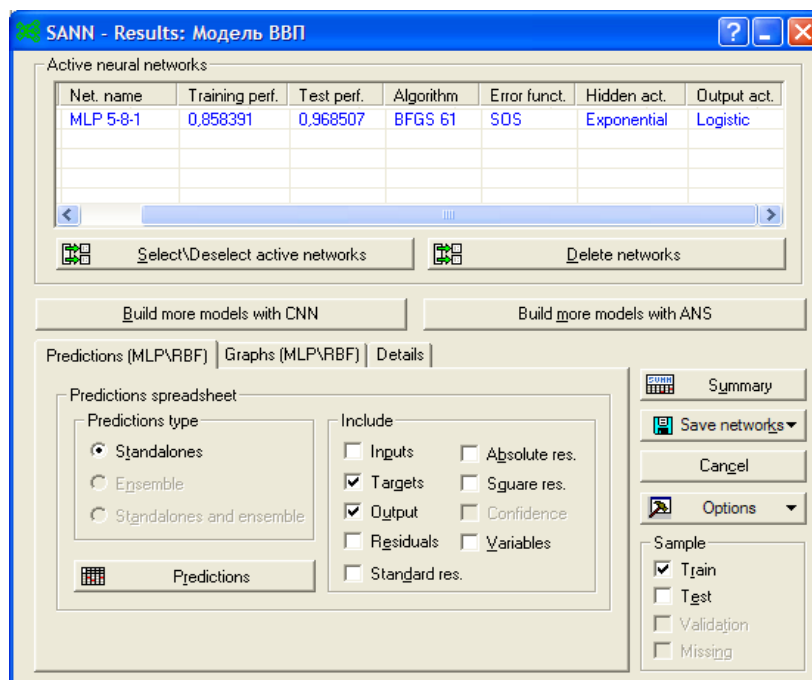 SANN - Results: Модель ВВП
Active neural networks
Net. name Training perf. Test perf. Algorithm Error funct. Hidden act. Output act.
MLP 5-8-1 0,858391 0,968507 BFGS 61 SOS Exponential Logistic
Select\Deselect active networks Delete networks
Build more models with CNN Build more models with ANS
Predictions (MLP\RBF) Graphs (MLP\RBF) Details
Predictions spreadsheet
Predictions type
Standalones
Ensemble
Standalones and ensemble
Predictions
Include
Inputs Absolute res.
Targets Square res.
Output Confidence
Residuals Variables
Standard res.
Summary
Save networks
Cancel
Options
Sample
Train
Test
Validation
Missing